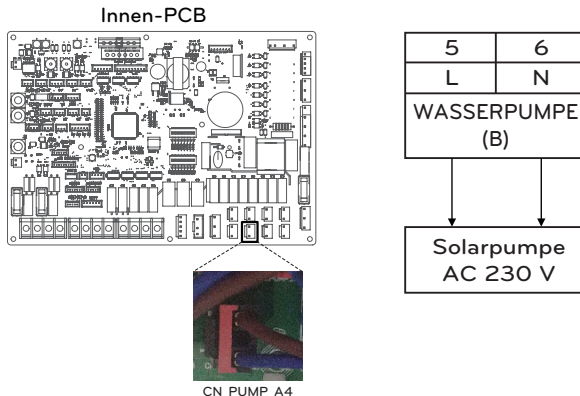 Innen-PCB
5 6
L N
WASSERPUMPE
(B)
Solarpumpe
AC 230 V
CN PUMP A4